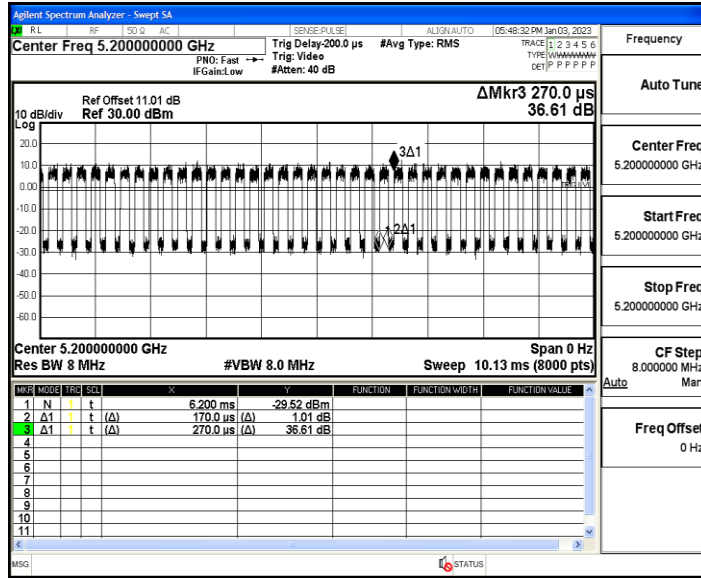 Agilent Spectrum Analyzer - Swept SA
RL RF 50 Ω AC SENSE:PULSE ALIGN AUTO 05:48:32 PM Jan 03, 2023
Center Freq 5.200000000 GHz
PNO: Fast
IFGain:Low
Trig Delay-200.0 µs
Trig: Video
#Atten: 40 dB
#Avg Type: RMS
TRACE 1 2 3 4 5 6
TYPE WWWWWW
DET P P P P P P
ΔMkr3 270.0 µs
36.61 dB
Ref Offset 11.01 dB
10 dB/div Ref 30.00 dBm
Log
20.0
10.0
0.00
-10.0
-20.0
-30.0
-40.0
-50.0
-60.0
3Δ1
TRIG LVL
2Δ1
Center 5.200000000 GHz Span 0 Hz
Res BW 8 MHz #VBW 8.0 MHz Sweep 10.13 ms (8000 pts)
MKR MODE TRC SCL X Y FUNCTION FUNCTION WIDTH FUNCTION VALUE
1 N 1 t 6.200 ms -29.52 dBm
2 Δ1 1 t (Δ) 170.0 µs (Δ) 1.01 dB
3 Δ1 1 t (Δ) 270.0 µs (Δ) 36.61 dB
4
5
6
7
8
9
10
11
MSG STATUS
Frequency
Auto Tune
Center Freq
5.200000000 GHz
Start Freq
5.200000000 GHz
Stop Freq
5.200000000 GHz
CF Step
8.000000 MHz
Auto Man
Freq Offset
0 Hz